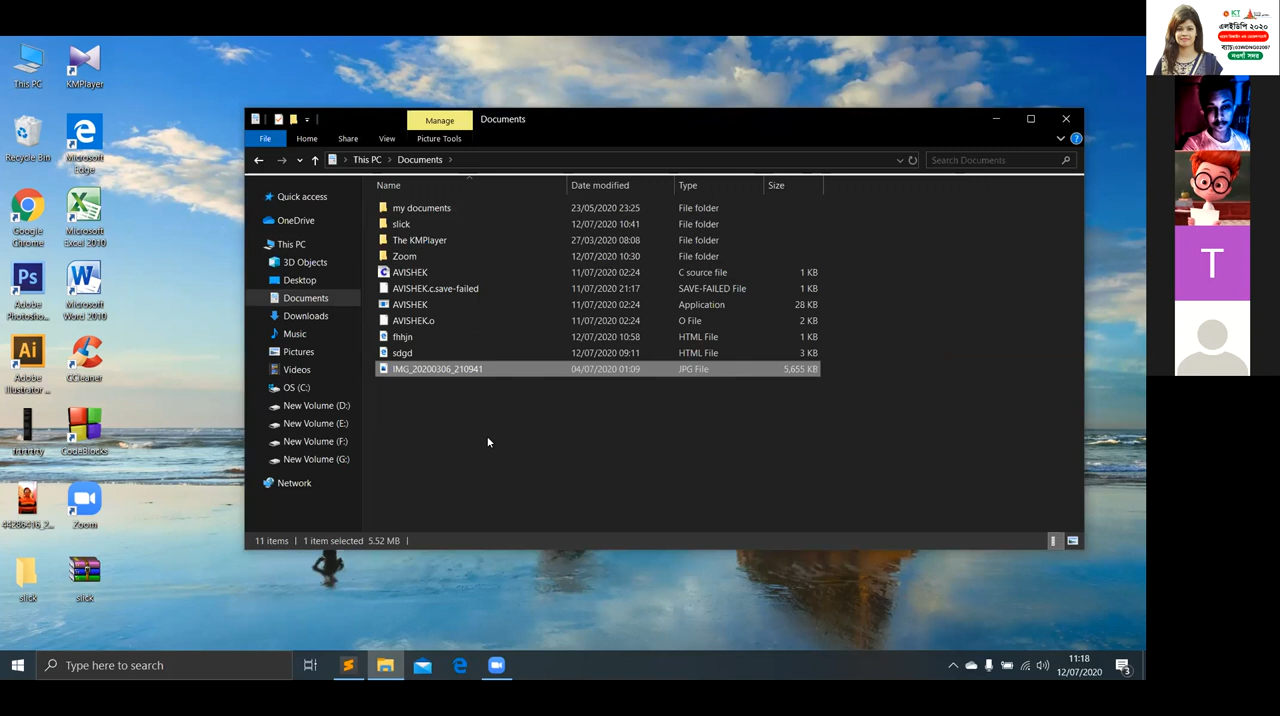 This PC
KMPlayer
Recycle Bin
Microsoft
Edge
Google
Chrome
Microsoft
Excel 2010
Adobe
Photosho...
Microsoft
Word 2010
Adobe
Illustrator ...
CCleaner
CodeBlocks
44286416_2...
Zoom
slick
slick
Manage
Documents
File
Home
Share
View
Picture Tools
This PC
Documents
Search Documents
Quick access
OneDrive
This PC
3D Objects
Desktop
Documents
Downloads
Music
Pictures
Videos
OS (C:)
New Volume (D:)
New Volume (E:)
New Volume (F:)
New Volume (G:)
Network
Name Date modified Type Size
my documents 23/05/2020 23:25 File folder
slick 12/07/2020 10:41 File folder
The KMPlayer 27/03/2020 08:08 File folder
Zoom 12/07/2020 10:30 File folder
AVISHEK 11/07/2020 02:24 C source file 1 KB
AVISHEK.c.save-failed 11/07/2020 21:17 SAVE-FAILED File 1 KB
AVISHEK 11/07/2020 02:24 Application 28 KB
AVISHEK.o 11/07/2020 02:24 O File 2 KB
fhhjn 12/07/2020 10:58 HTML File 1 KB
sdgd 12/07/2020 09:11 HTML File 3 KB
IMG_20200306_210941 04/07/2020 01:09 JPG File 5,655 KB
11 items 1 item selected 5.52 MB
Type here to search
11:18
12/07/2020
3
ICT
এলইডিপি ২০২০
ব্যাচ:
নওগাঁ সদর
T